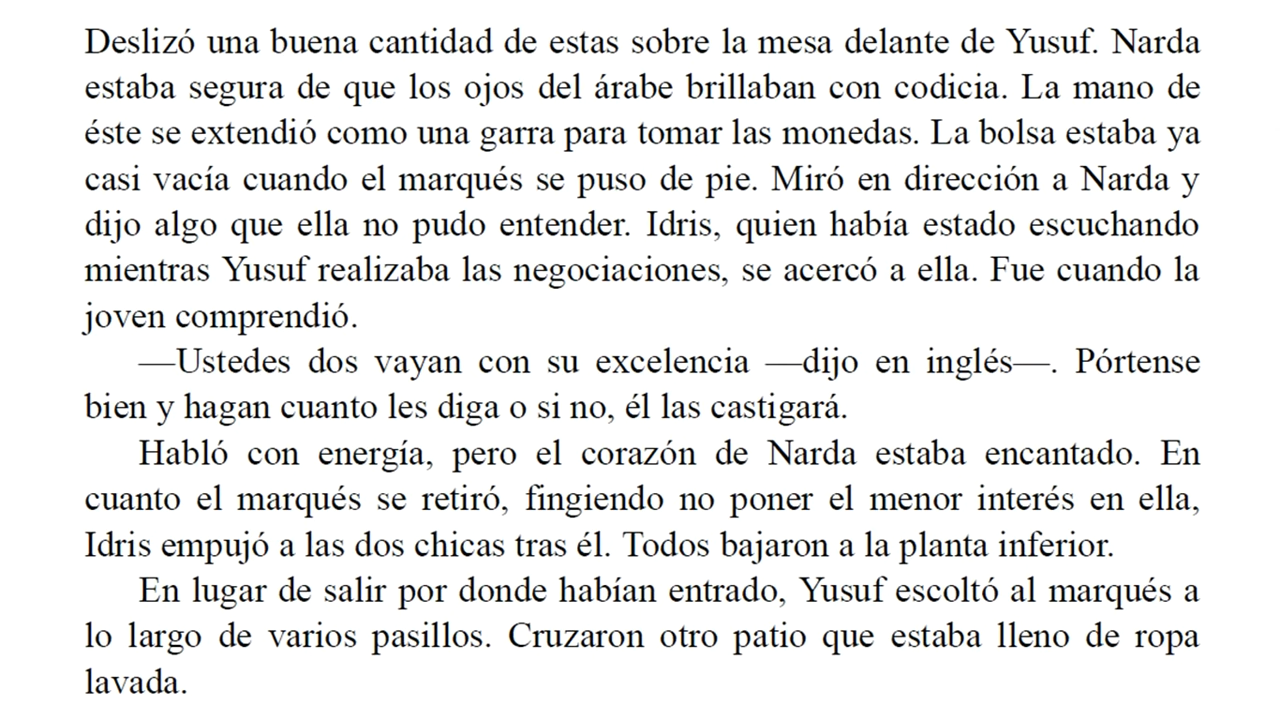 Deslizó una buena cantidad de estas sobre la mesa delante de Yusuf. Narda
estaba segura de que los ojos del árabe brillaban con codicia. La mano de
éste se extendió como una garra para tomar las monedas. La bolsa estaba ya
casi vacía cuando el marqués se puso de pie. Miró en dirección a Narda y
dijo algo que ella no pudo entender. Idris, quien había estado escuchando
mientras Yusuf realizaba las negociaciones, se acercó a ella. Fue cuando la
joven comprendió.
—Ustedes dos vayan con su excelencia —dijo en inglés—. Pórtense
bien y hagan cuanto les diga o si no, él las castigará.
Habló con energía, pero el corazón de Narda estaba encantado. En
cuanto el marqués se retiró, fingiendo no poner el menor interés en ella,
Idris empujó a las dos chicas tras él. Todos bajaron a la planta inferior.
En lugar de salir por donde habían entrado, Yusuf escoltó al marqués a
lo largo de varios pasillos. Cruzaron otro patio que estaba lleno de ropa
lavada.